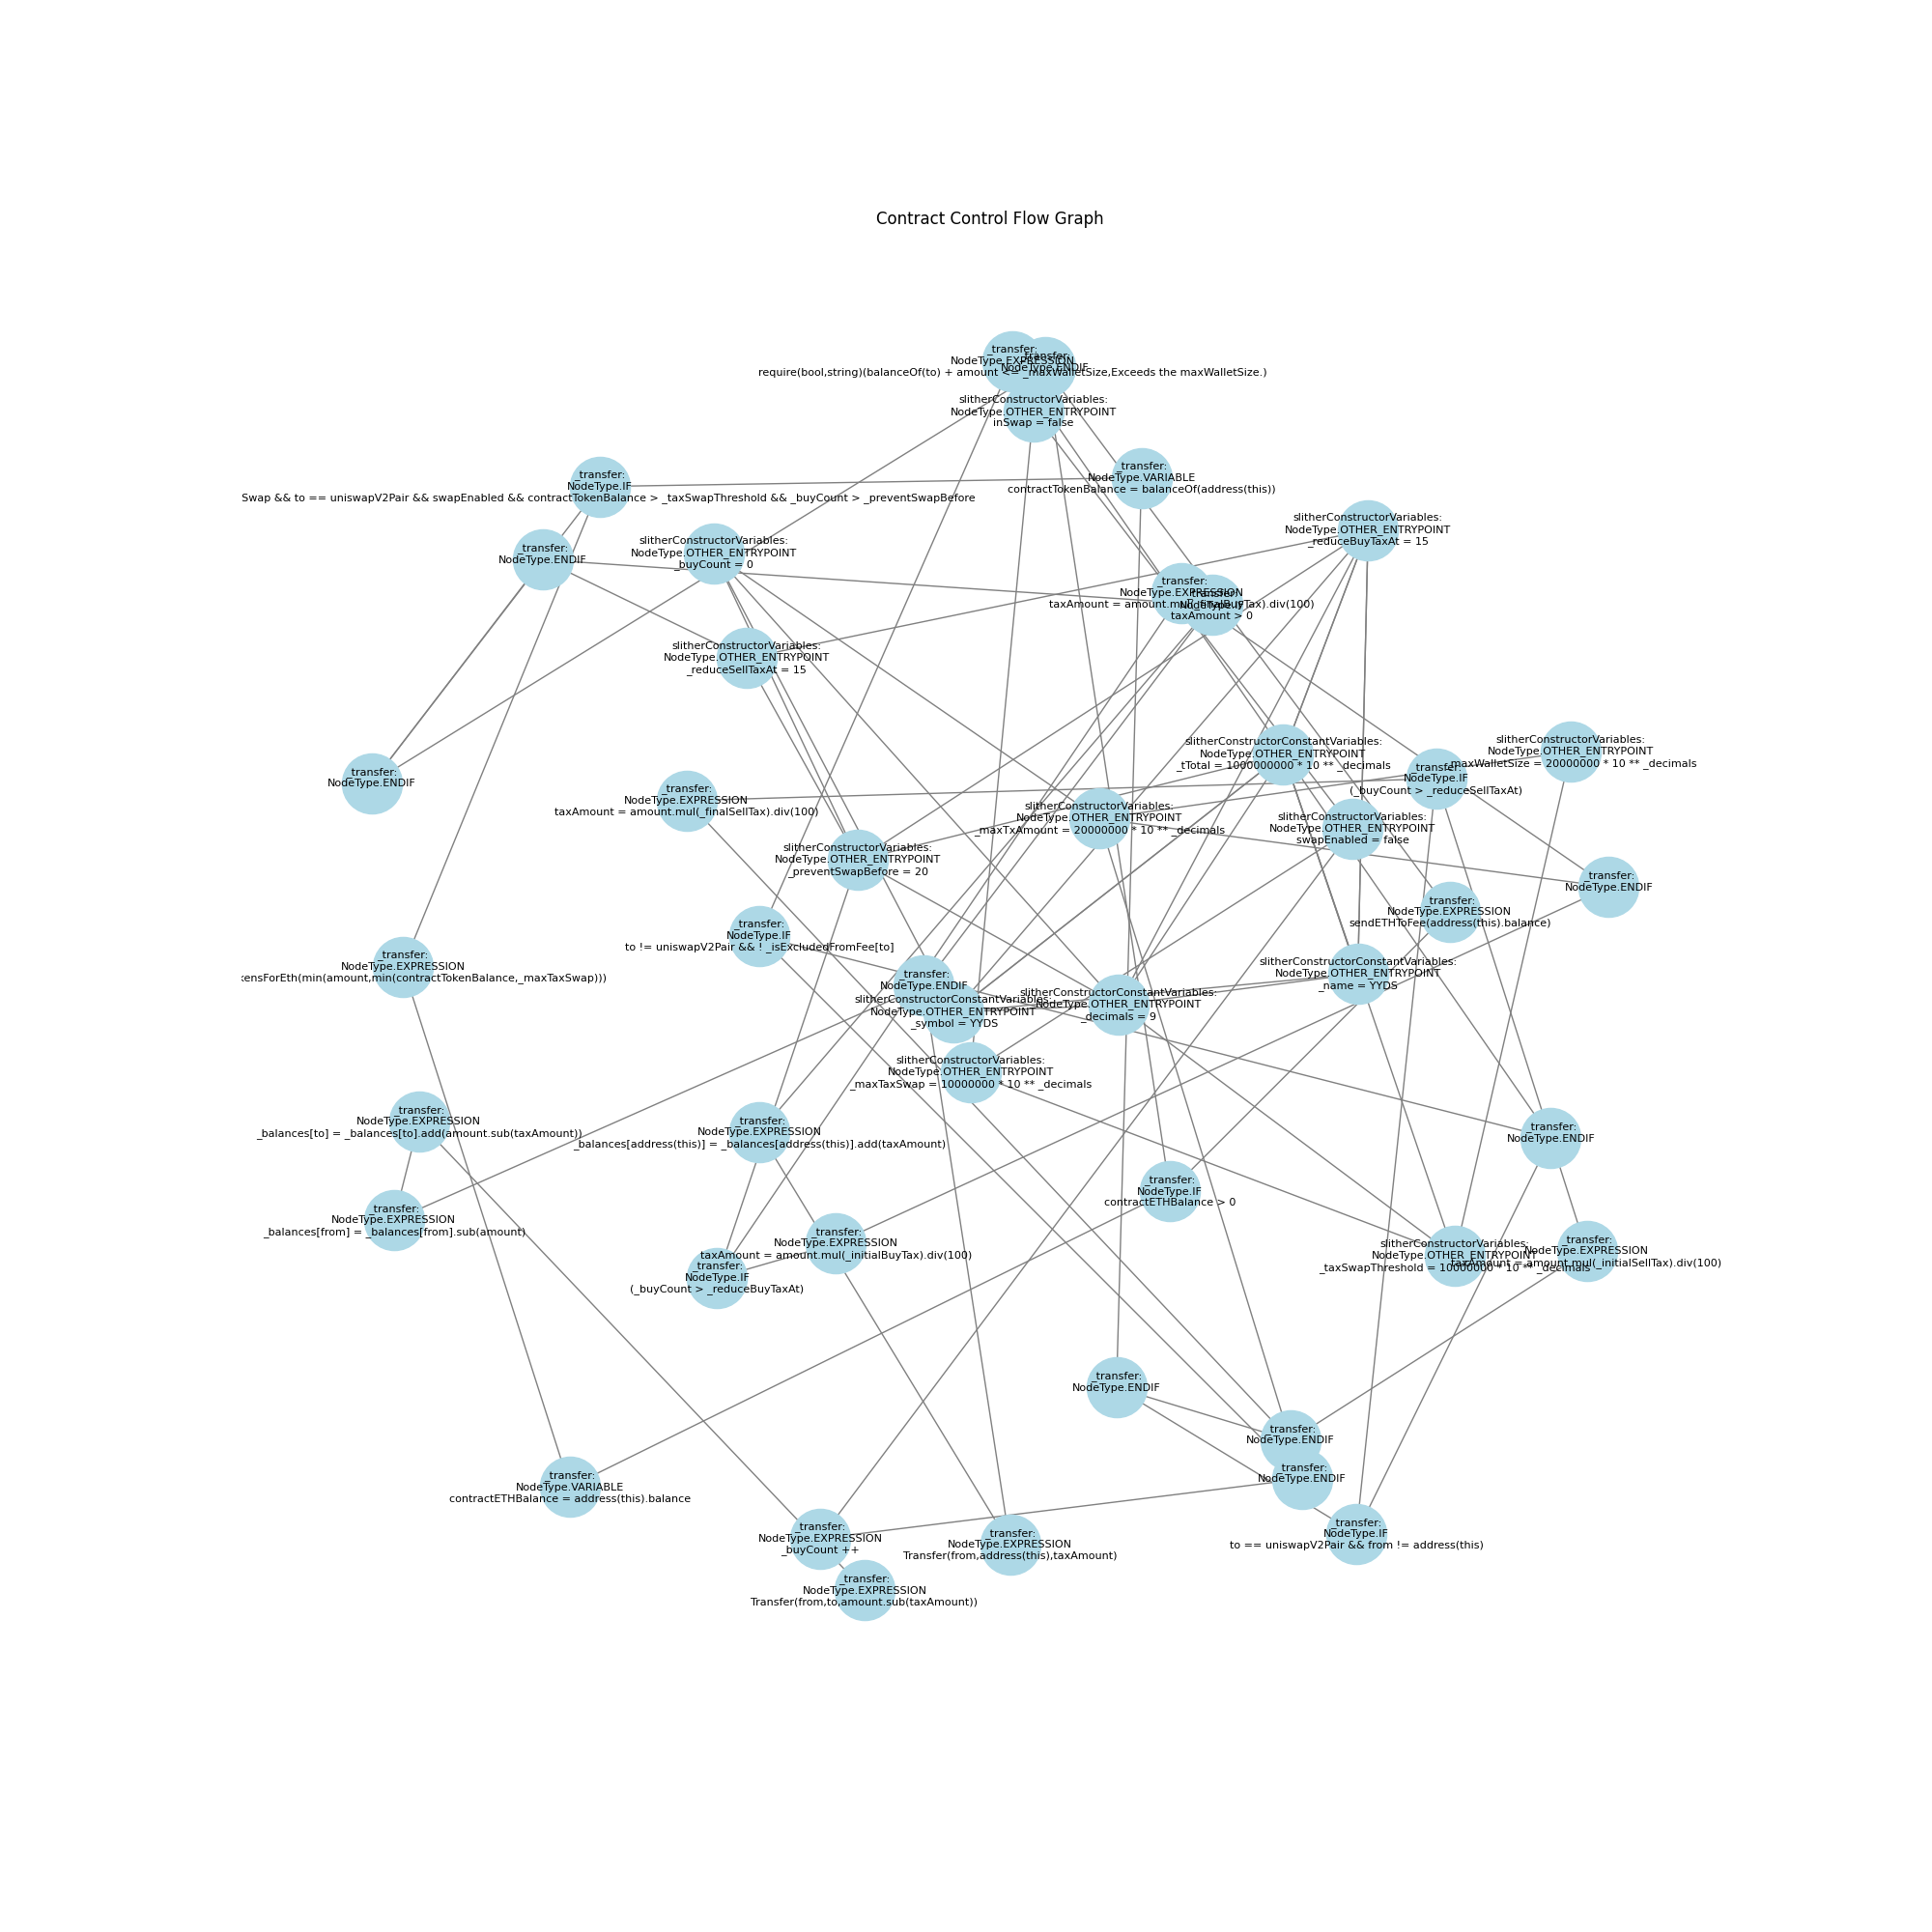 Contract Control Flow Graph
_transfer:
NodeType.EXPRESSION
require(bool,string)(balanceOf(to) + amount <= _maxWalletSize,Exceeds the maxWalletSize.)
_transfer:
NodeType.ENDIF
slitherConstructorVariables:
NodeType.OTHER_ENTRYPOINT
inSwap = false
_transfer:
NodeType.IF
Swap && to == uniswapV2Pair && swapEnabled && contractTokenBalance > _taxSwapThreshold && _buyCount > _preventSwapBefore
_transfer:
NodeType.VARIABLE
contractTokenBalance = balanceOf(address(this))
slitherConstructorVariables:
NodeType.OTHER_ENTRYPOINT
_reduceBuyTaxAt = 15
_transfer:
NodeType.ENDIF
slitherConstructorVariables:
NodeType.OTHER_ENTRYPOINT
_buyCount = 0
_transfer:
NodeType.EXPRESSION
taxAmount = amount.mul(_finalBuyTax).div(100)
_transfer:
NodeType.IF
taxAmount > 0
slitherConstructorVariables:
NodeType.OTHER_ENTRYPOINT
_reduceSellTaxAt = 15
slitherConstructorConstantVariables:
NodeType.OTHER_ENTRYPOINT
_tTotal = 1000000000 * 10 ** _decimals
slitherConstructorVariables:
NodeType.OTHER_ENTRYPOINT
_maxWalletSize = 20000000 * 10 ** _decimals
_transfer:
NodeType.IF
(_buyCount > _reduceSellTaxAt)
_transfer:
NodeType.ENDIF
_transfer:
NodeType.EXPRESSION
taxAmount = amount.mul(_finalSellTax).div(100)
slitherConstructorVariables:
NodeType.OTHER_ENTRYPOINT
_maxTxAmount = 20000000 * 10 ** _decimals
slitherConstructorVariables:
NodeType.OTHER_ENTRYPOINT
swapEnabled = false
slitherConstructorVariables:
NodeType.OTHER_ENTRYPOINT
_preventSwapBefore = 20
_transfer:
NodeType.ENDIF
_transfer:
NodeType.EXPRESSION
sendETHToFee(address(this).balance)
_transfer:
NodeType.IF
to != uniswapV2Pair && ! _isExcludedFromFee[to]
_transfer:
NodeType.EXPRESSION
kensForEth(min(amount,min(contractTokenBalance,_maxTaxSwap)))
_transfer:
NodeType.ENDIF
slitherConstructorConstantVariables:
NodeType.OTHER_ENTRYPOINT
_name = YYDS
slitherConstructorConstantVariables:
NodeType.OTHER_ENTRYPOINT
_symbol = YYDS
slitherConstructorConstantVariables:
NodeType.OTHER_ENTRYPOINT
_decimals = 9
slitherConstructorVariables:
NodeType.OTHER_ENTRYPOINT
_maxTaxSwap = 10000000 * 10 ** _decimals
_transfer:
NodeType.EXPRESSION
_balances[to] = _balances[to].add(amount.sub(taxAmount))
_transfer:
NodeType.EXPRESSION
_balances[address(this)] = _balances[address(this)].add(taxAmount)
_transfer:
NodeType.ENDIF
_transfer:
NodeType.IF
contractETHBalance > 0
_transfer:
NodeType.EXPRESSION
_balances[from] = _balances[from].sub(amount)
_transfer:
NodeType.EXPRESSION
taxAmount = amount.mul(_initialBuyTax).div(100)
_transfer:
NodeType.IF
(_buyCount > _reduceBuyTaxAt)
slitherConstructorVariables:
NodeType.OTHER_ENTRYPOINT
_taxSwapThreshold = 10000000 * 10 ** _decimals
_transfer:
NodeType.EXPRESSION
taxAmount = amount.mul(_initialSellTax).div(100)
_transfer:
NodeType.ENDIF
_transfer:
NodeType.ENDIF
_transfer:
NodeType.ENDIF
_transfer:
NodeType.VARIABLE
contractETHBalance = address(this).balance
_transfer:
NodeType.EXPRESSION
_buyCount ++
_transfer:
NodeType.EXPRESSION
Transfer(from,address(this),taxAmount)
_transfer:
NodeType.IF
to == uniswapV2Pair && from != address(this)
_transfer:
NodeType.EXPRESSION
Transfer(from,to,amount.sub(taxAmount))